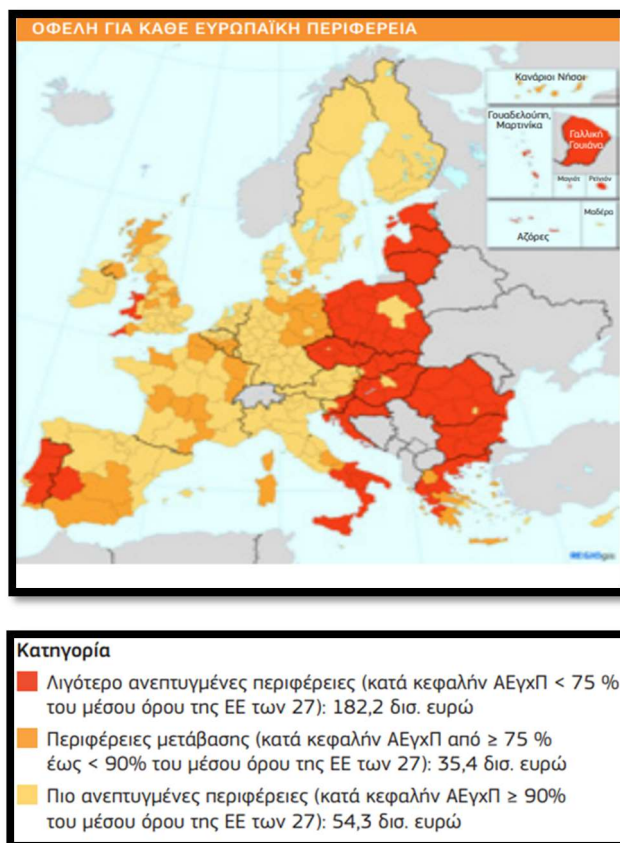 ΟΦΕΛΗ ΓΙΑ ΚΑΘΕ ΕΥΡΩΠΑΪΚΗ ΠΕΡΙΦΕΡΕΙΑ
Κανάριοι Νήσοι
Γουαδελούπη,
Μαρτινίκα
Γαλλική
Γουιάνα
Μαγιότ Ρεϊνιόν
Αζόρες
Μαδέρα
REGIOgis
Κατηγορία
Λιγότερο ανεπτυγμένες περιφέρειες (κατά κεφαλήν ΑΕγχΠ < 75 %
του μέσου όρου της ΕΕ των 27): 182,2 δισ. ευρώ
Περιφέρειες μετάβασης (κατά κεφαλήν ΑΕγχΠ από ≥ 75 %
έως < 90% του μέσου όρου της ΕΕ των 27): 35,4 δισ. ευρώ
Πιο ανεπτυγμένες περιφέρειες (κατά κεφαλήν ΑΕγχΠ ≥ 90%
του μέσου όρου της ΕΕ των 27): 54,3 δισ. ευρώ